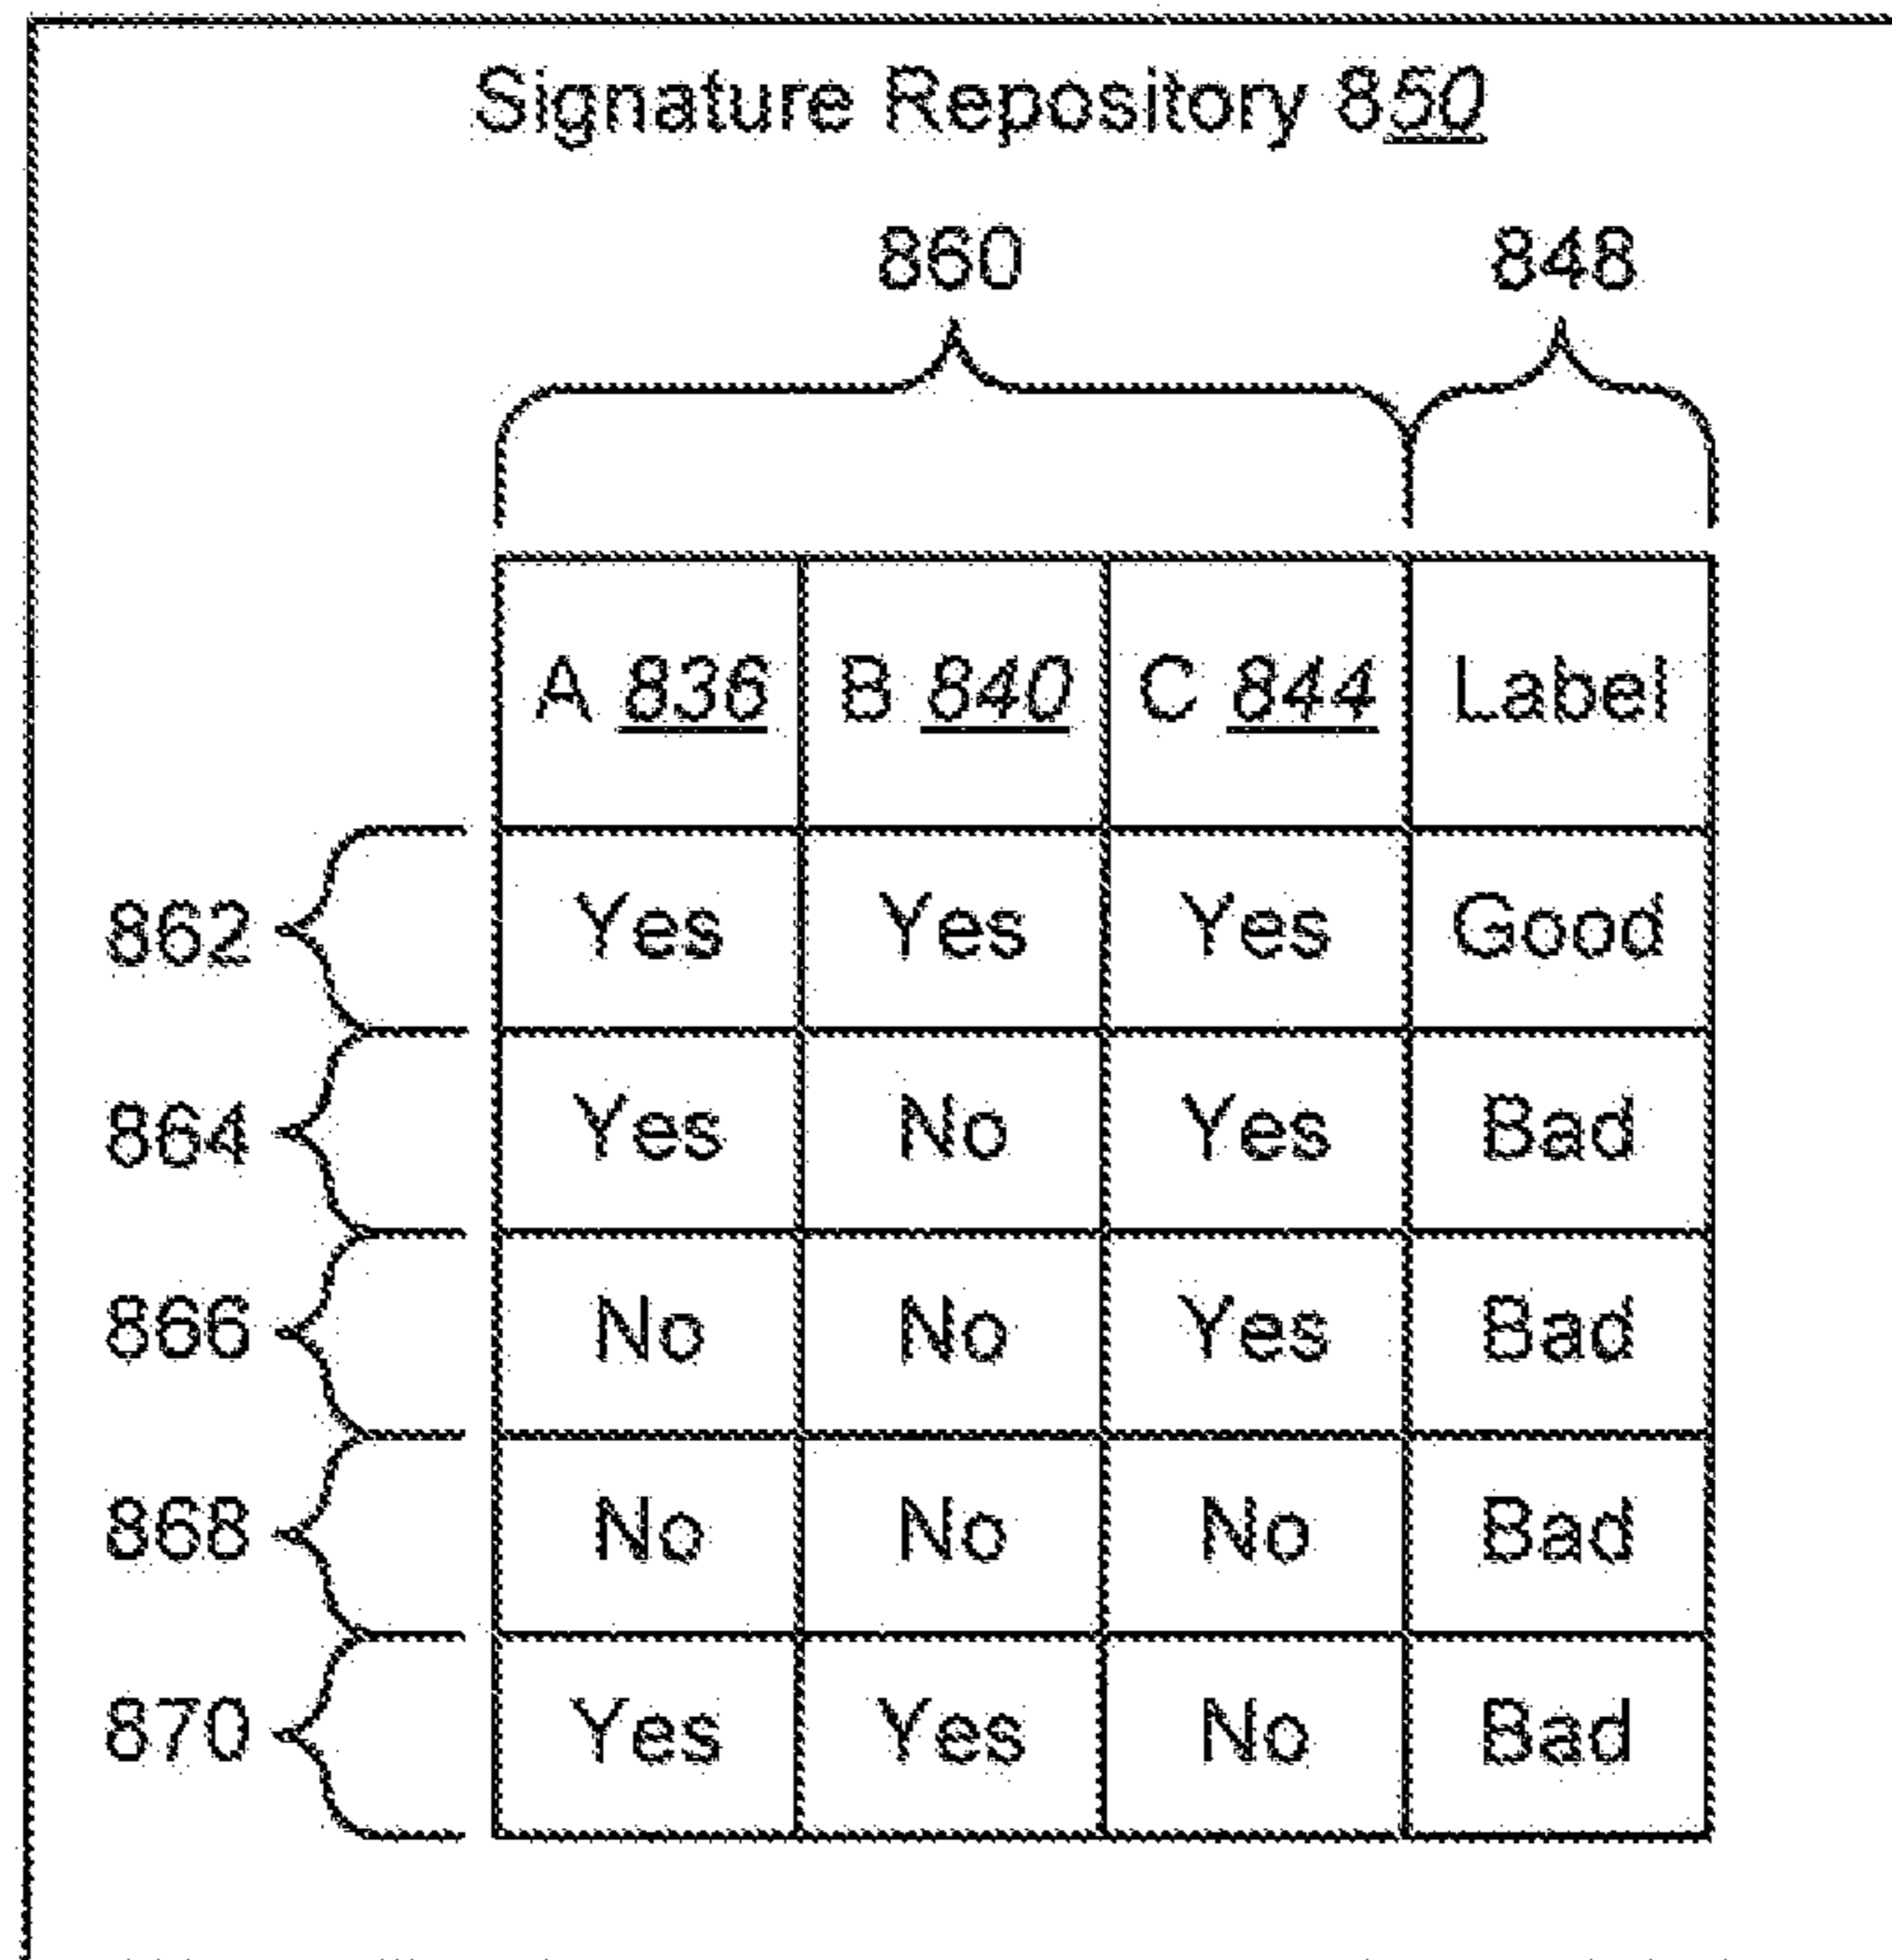 Signature Repository 850
860 848
A 836 B 840 C 844 Label
862 Yes Yes Yes Good
864 Yes No Yes Bad
866 No No Yes Bad
868 No No No Bad
870 Yes Yes No Bad